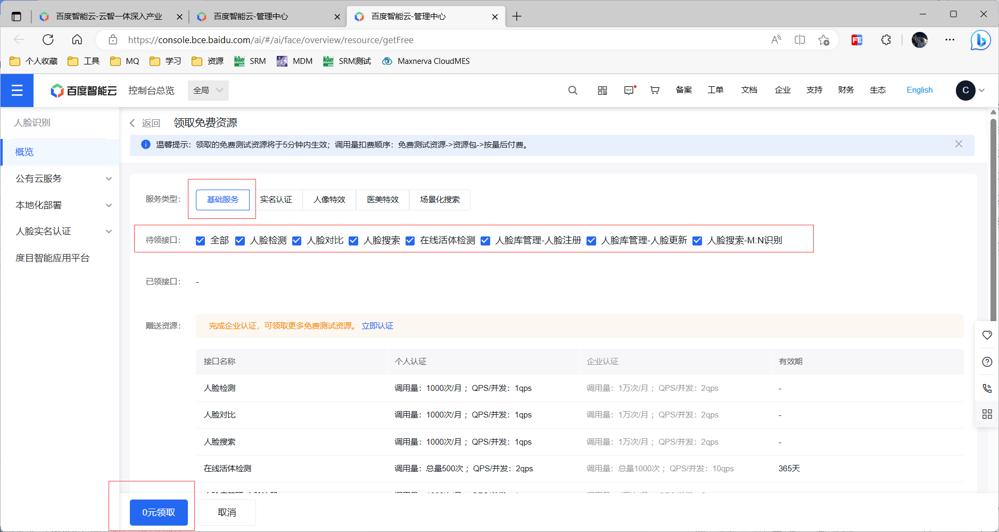 百度智能云-云智一体深入产业
百度智能云-管理中心
百度智能云-管理中心
https://console.bce.baidu.com/ai/#/ai/face/overview/resource/getFree
个人收藏 工具 MQ 学习 资源 SRM MDM SRM测试 Maxnerva CloudMES
百度智能云 控制台总览 全局 备案 工单 文档 企业 支持 财务 生态 English C
人脸识别
概览
公有云服务
本地化部署
人脸实名认证
度目智能应用平台
返回 领取免费资源
温馨提示：领取的免费测试资源将于5分钟内生效；调用量扣费顺序：免费测试资源->资源包->按量后付费。
服务类型： 基础服务 实名认证 人像特效 医美特效 场景化搜索
待领接口： 全部 人脸检测 人脸对比 人脸搜索 在线活体检测 人脸库管理-人脸注册 人脸库管理-人脸更新 人脸搜索-M:N识别
已领接口： -
赠送资源： 完成企业认证，可领取更多免费测试资源。 立即认证
接口名称 个人认证 企业认证 有效期
人脸检测 调用量：1000次/月 ；QPS/并发：1qps 调用量：1万次/月 ；QPS/并发：2qps -
人脸对比 调用量：1000次/月 ；QPS/并发：1qps 调用量：1万次/月 ；QPS/并发：2qps -
人脸搜索 调用量：1000次/月 ；QPS/并发：1qps 调用量：1万次/月 ；QPS/并发：2qps -
在线活体检测 调用量：总量500次 ；QPS/并发：2qps 调用量：总量1000次 ；QPS/并发：10qps 365天
0元领取 取消